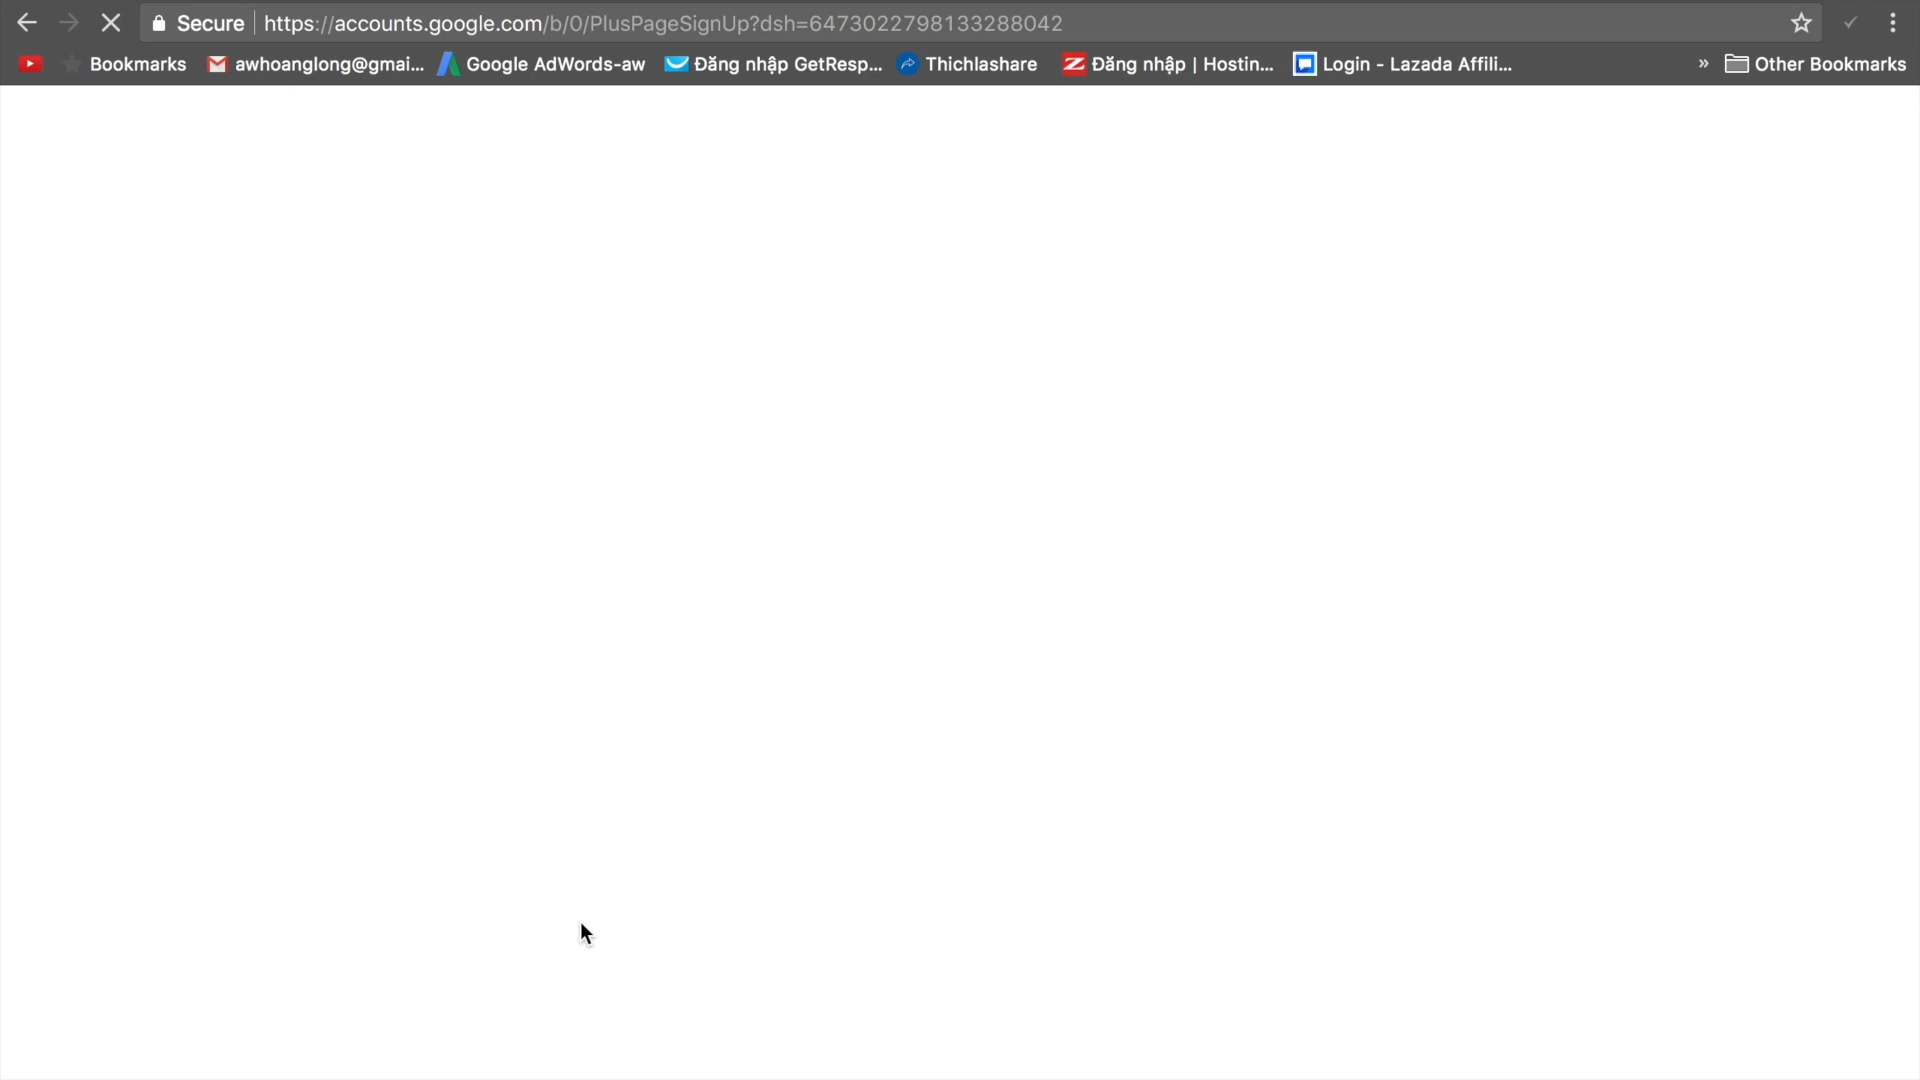 Secure https://accounts.google.com/b/0/PlusPageSignUp?dsh=6473022798133288042
Bookmarks awhoanglong@gmai... Google AdWords-aw Đăng nhập GetResp... Thichlashare Đăng nhập | Hostin... Login - Lazada Affili... » Other Bookmarks